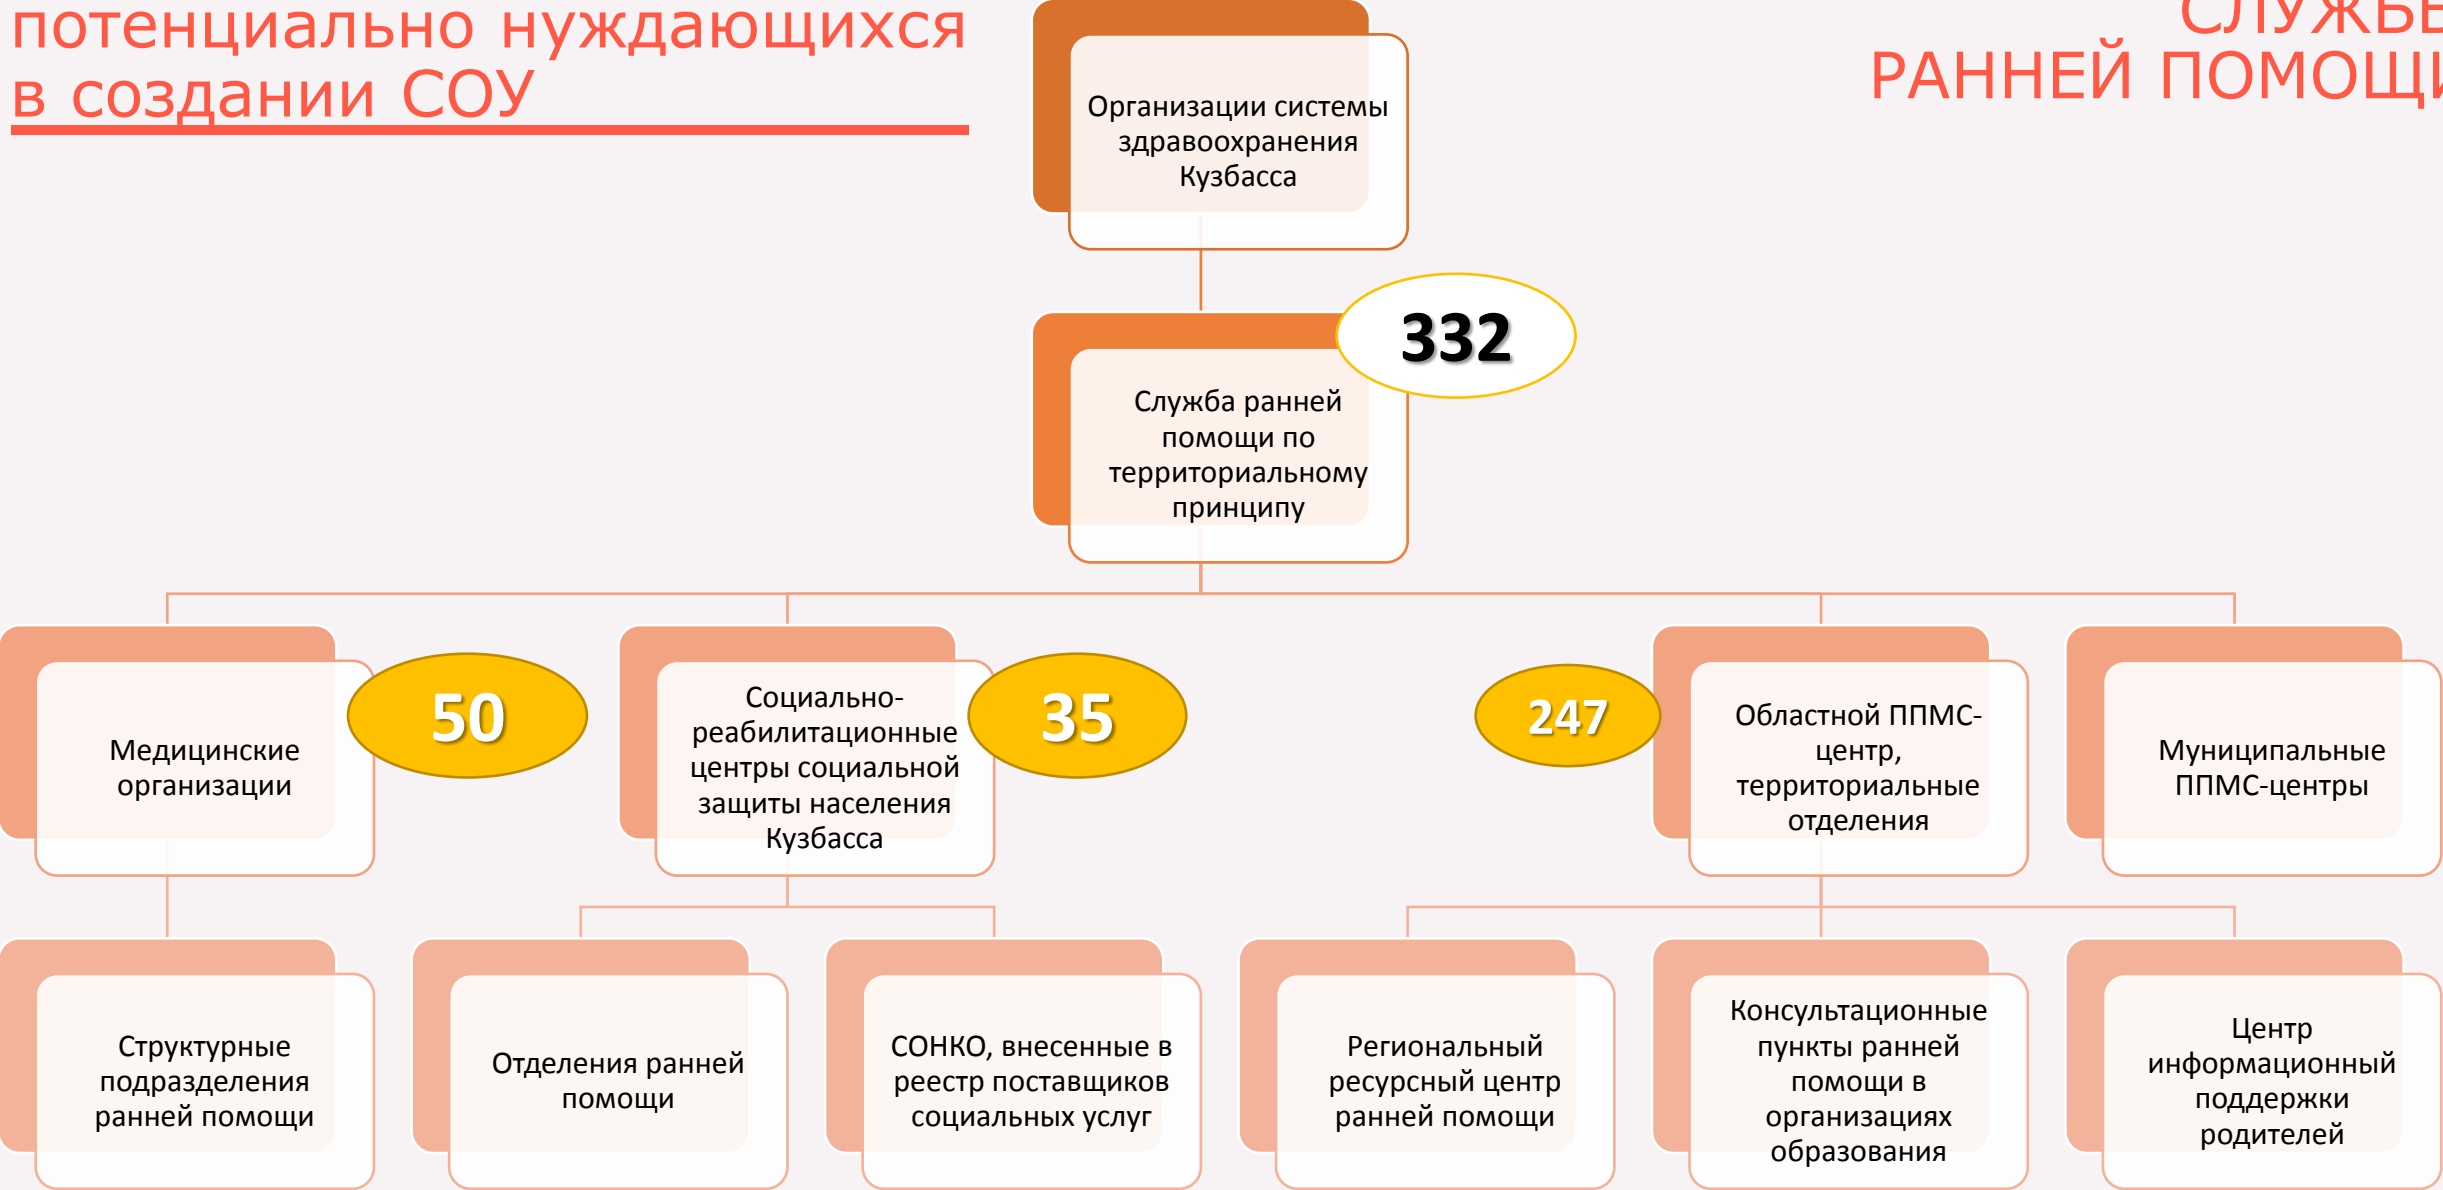 потенциально нуждающихся
в создании СОУ
РАННЕЙ ПОМОЩИ
Организации системы
здравоохранения
Кузбасса
332
Служба ранней
помощи по
территориальному
принципу
Медицинские
организации
50
Социально-
реабилитационные
центры социальной
защиты населения
Кузбасса
35
247
Областной ППМС-
центр,
территориальные
отделения
Муниципальные
ППМС-центры
Структурные
подразделения
ранней помощи
Отделения ранней
помощи
СОНКО, внесенные в
реестр поставщиков
социальных услуг
Региональный
ресурсный центр
ранней помощи
Консультационные
пункты ранней
помощи в
организациях
образования
Центр
информационный
поддержки
родителей